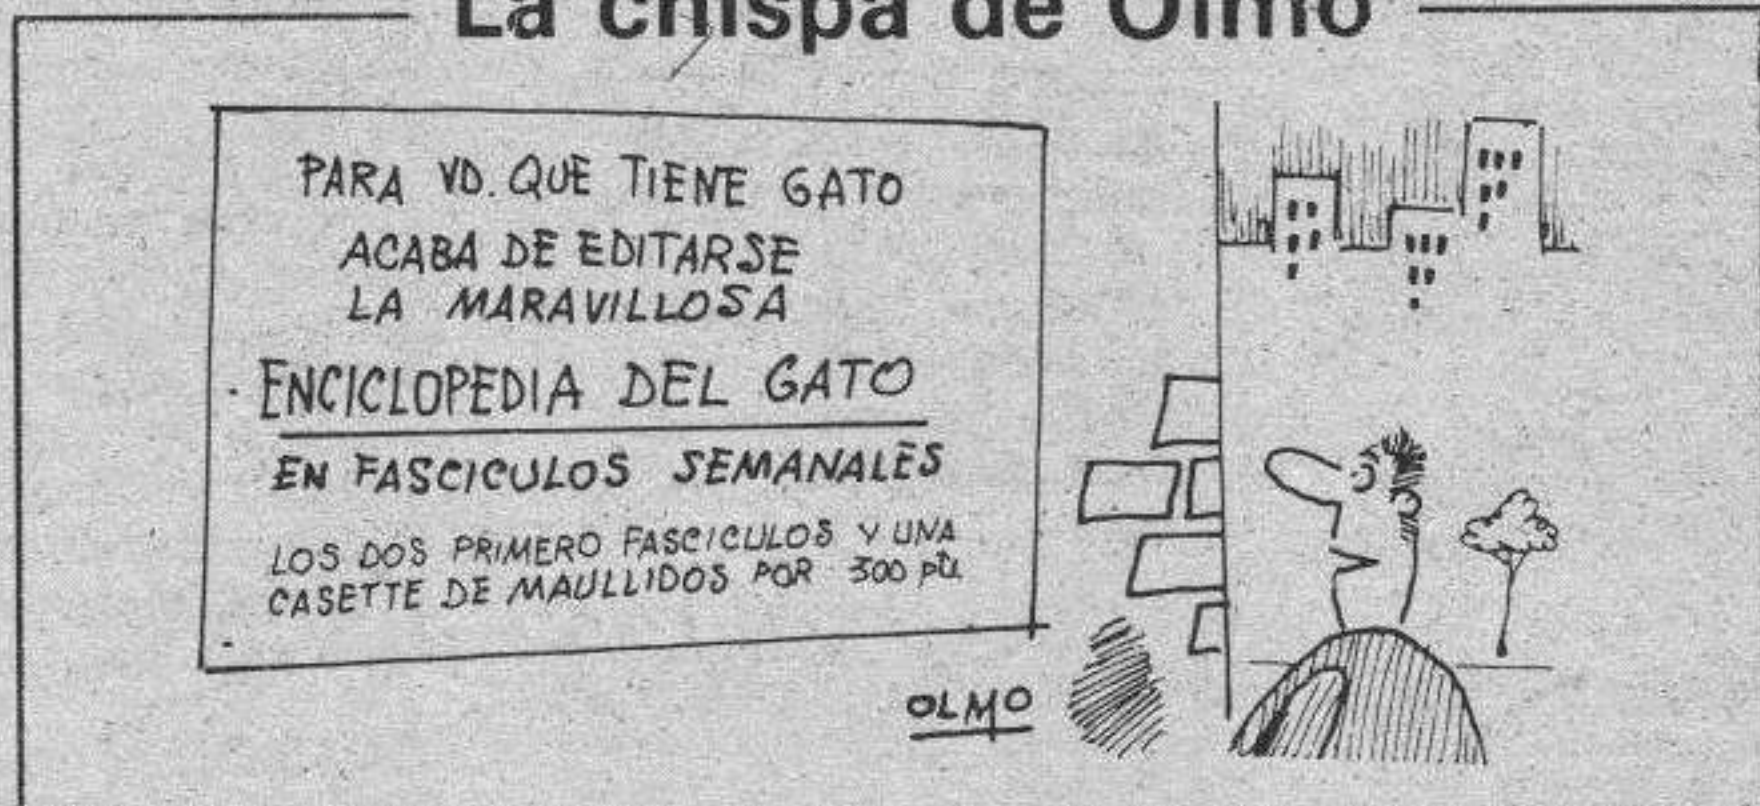 La chispa de Olmo
PARA VD. QUE TIENE GATO
ACABA DE EDITARSE
LA MARAVILLOSA
ENCICLOPEDIA DEL GATO
EN FASCICULOS SEMANALES
LOS DOS PRIMERO FASCICULOS Y UNA
CASETTE DE MAULLIDOS POR 300 pts.
OLMO